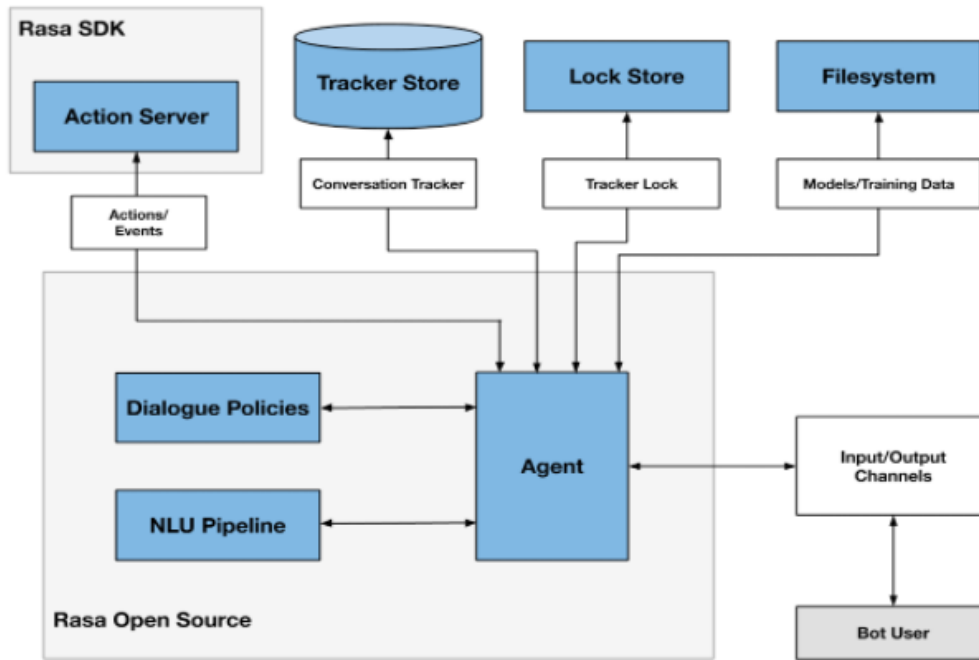 Rasa SDK
Action Server
Tracker Store
Lock Store
Filesystem
Conversation Tracker
Tracker Lock
Models/Training Data
Actions/
Events
Dialogue Policies
Agent
NLU Pipeline
Input/Output
Channels
Rasa Open Source
Bot User